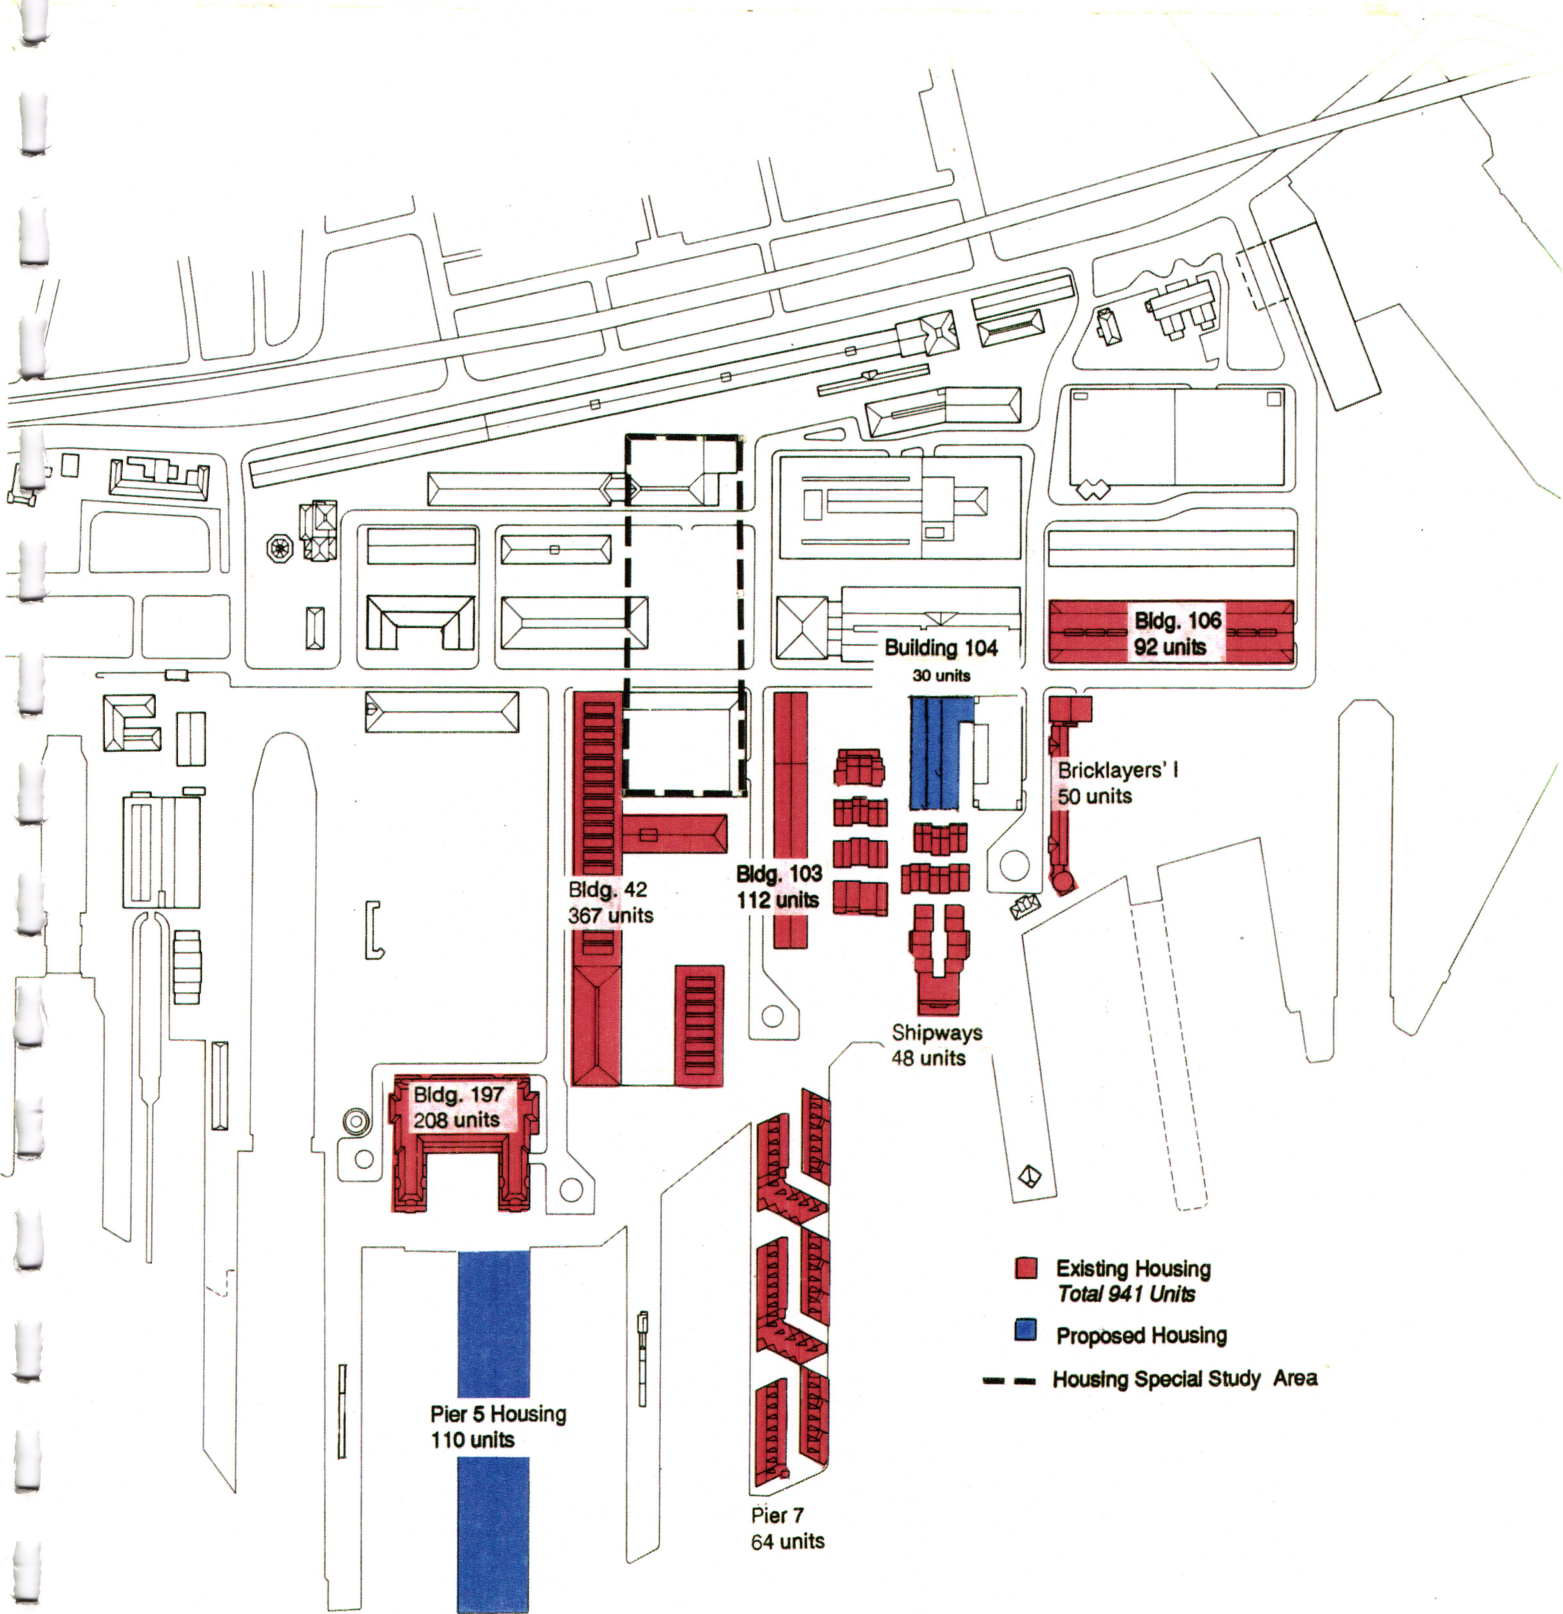 Bldg. 106
92 units
Building 104
30 units
Bricklayers' I
50 units
Bldg. 103
112 units
Bldg. 42
367 units
Shipways
48 units
Bldg. 197
208 units
Existing Housing
Total 941 Units
Proposed Housing
Housing Special Study Area
Pier 5 Housing
110 units
Pier 7
64 units